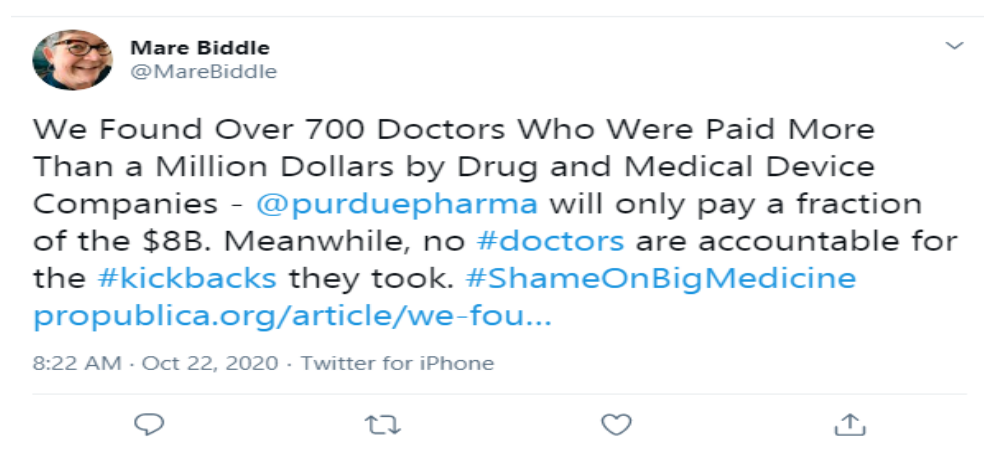 Mare Biddle
@MareBiddle
We Found Over 700 Doctors Who Were Paid More
Than a Million Dollars by Drug and Medical Device
Companies - @purduepharma will only pay a fraction
of the $8B. Meanwhile, no #doctors are accountable for
the #kickbacks they took. #ShameOnBigMedicine
propublica.org/article/we-fou...
8:22 AM · Oct 22, 2020 · Twitter for iPhone